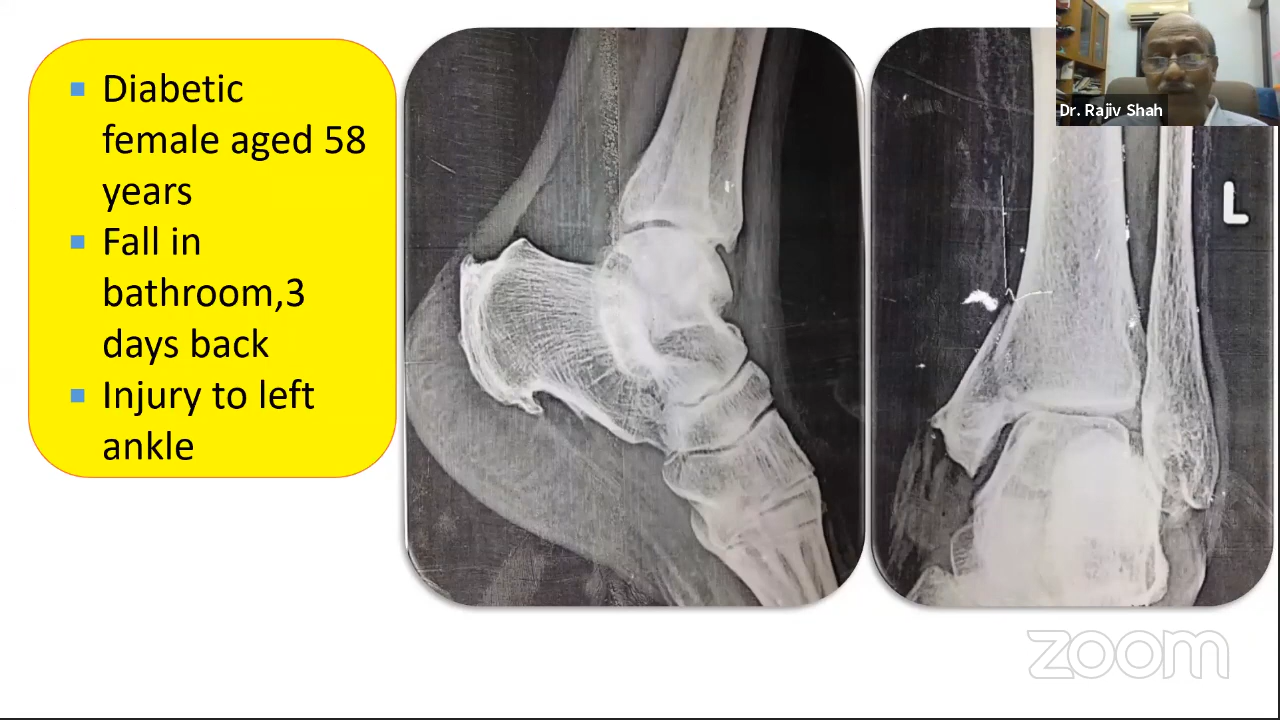 Diabetic
female aged 58
years
Fall in
bathroom,3
days back
Injury to left
ankle
L
Dr. Rajiv Shah
zoom